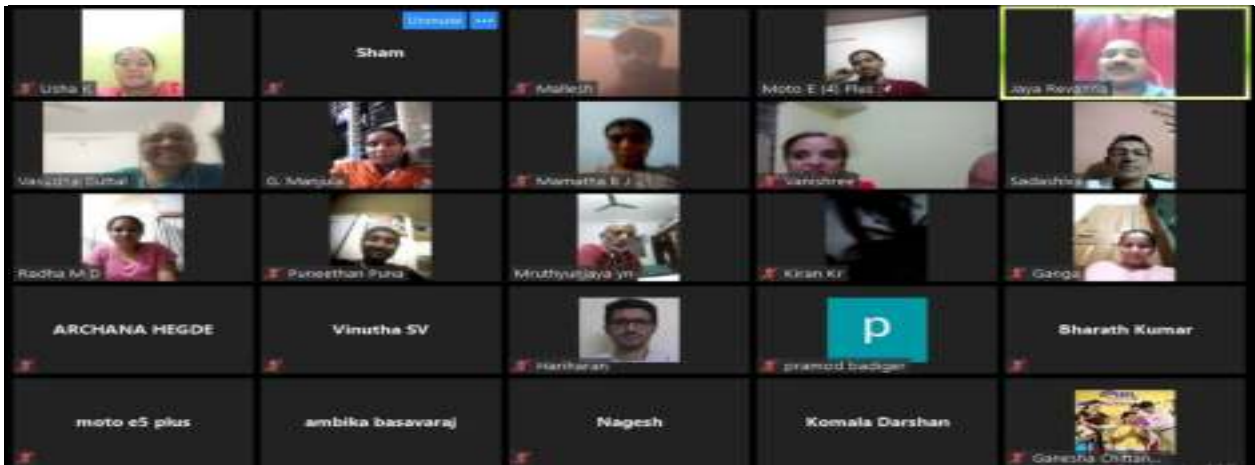 Unmute
Usha K
Sham
Mallesh
Moto E (4) Plus
Jaya Revanna
Vasudha Guttal
G. Manjula
Mamatha B J
Vanishree
Sadashiva
Radha M D
Puneethan Puna
Mruthyunjaya yn
Kiran Kr
Ganga
ARCHANA HEGDE
Vinutha SV
Hariharan
p
pramod badiger
Bharath Kumar
moto e5 plus
ambika basavaraj
Nagesh
Komala Darshan
Ganesha Chittan...